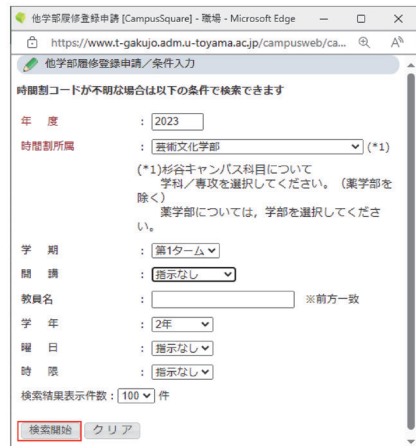 他学部履修登録申請 [CampusSquare] - 職場 - Microsoft Edge
https://www.t-gakujo.adm.u-toyama.ac.jp/campusweb/ca...
他学部履修登録申請／条件入力
時間割コードが不明な場合は以下の条件で検索できます
年 度 : 2023
時間割所属 : 芸術文化学部 (*1)
(*1)杉谷キャンパス科目について
学科／専攻を選択してください。（薬学部を
除く）
薬学部については，学部を選択してくださ
い。
学 期 : 第1ターム
開 講 : 指示なし
教員名 : ※前方一致
学 年 : 2年
曜 日 : 指示なし
時 限 : 指示なし
検索結果表示件数 : 100 件
検索開始 クリア